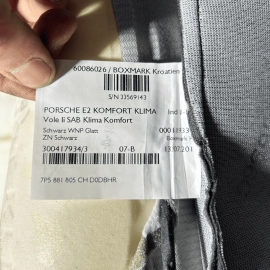 60086026 / BOXMARK Kroatien
S/N 33569143
PORSCHE E2 KOMFORT KLIMA
Vole li SAB Klima Komfort
Schwarz WNP Glatt
ZN Schwarz
300417934/3 07-B
7P5 881 805 CH D0DBHR